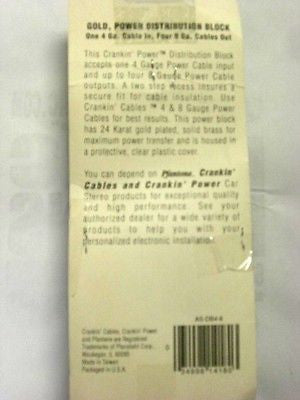 GOLD, POWER DISTRIBUTION BLOCK
One 4 Ga. Cable In, Four 8 Ga. Cables Out
This Crankin' Power™ Distribution Block
accepts one 4 Gauge Power Cable input
and up to four 8 Gauge Power Cable
outputs. A two step recess insures a
secure fit for cable insulation. Use
Crankin' Cables™ 4 & 8 Gauge Power
Cables for best results. This power block
has 24 Karat gold plated, solid brass for
maximum power transfer and is housed in
a protective, clear plastic cover.
You can depend on Plantronz, Crankin'
Cables and Crankin' Power Car
Stereo products for exceptional quality
and high performance. See your
authorized dealer for a wide variety of
products to help you with your
personalized electronic installation.
Crankin' Cables, Crankin' Power
and are Registered
Trademarks of Corp.
Waukegan, IL 60085
Made in Taiwan
Packaged in U.S.A.
0